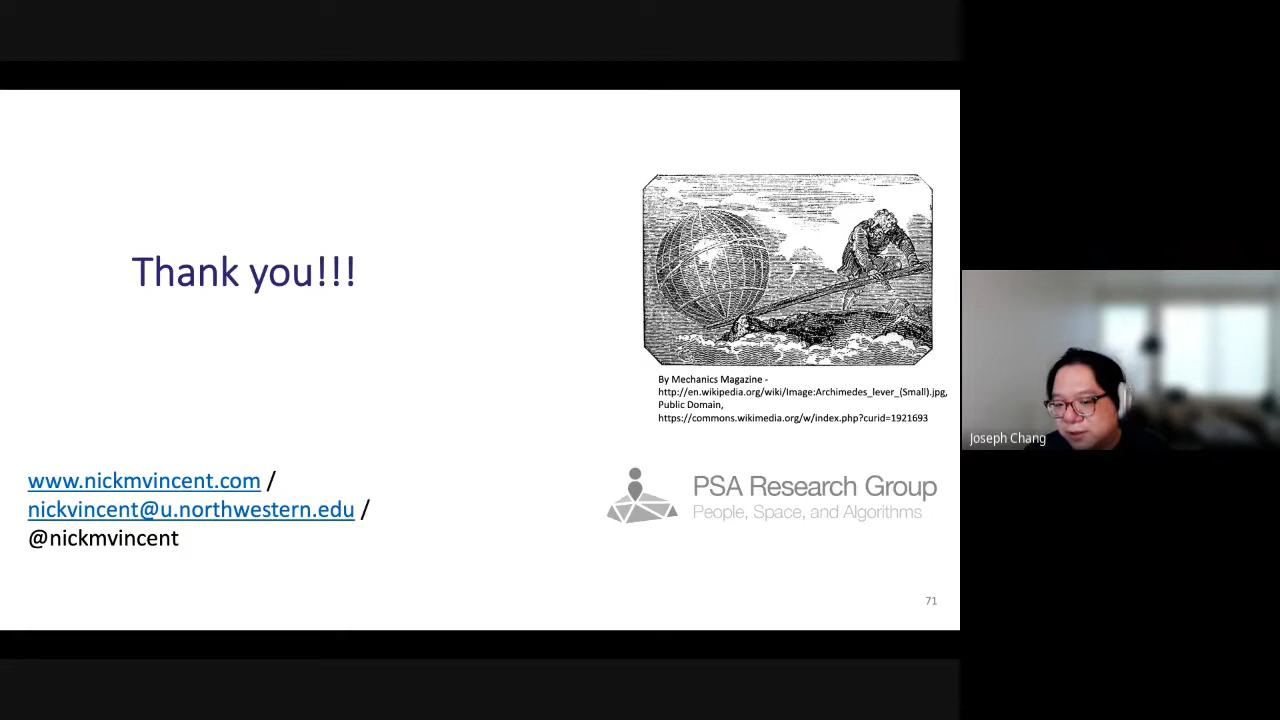 Thank you!!!
By Mechanics Magazine -
http://en.wikipedia.org/wiki/Image:Archimedes_lever_(Small).jpg,
Public Domain,
https://commons.wikimedia.org/w/index.php?curid=1921693
www.nickmvincent.com /
nickvincent@u.northwestern.edu /
@nickmvincent
PSA Research Group
People, Space, and Algorithms
71
Joseph Chang